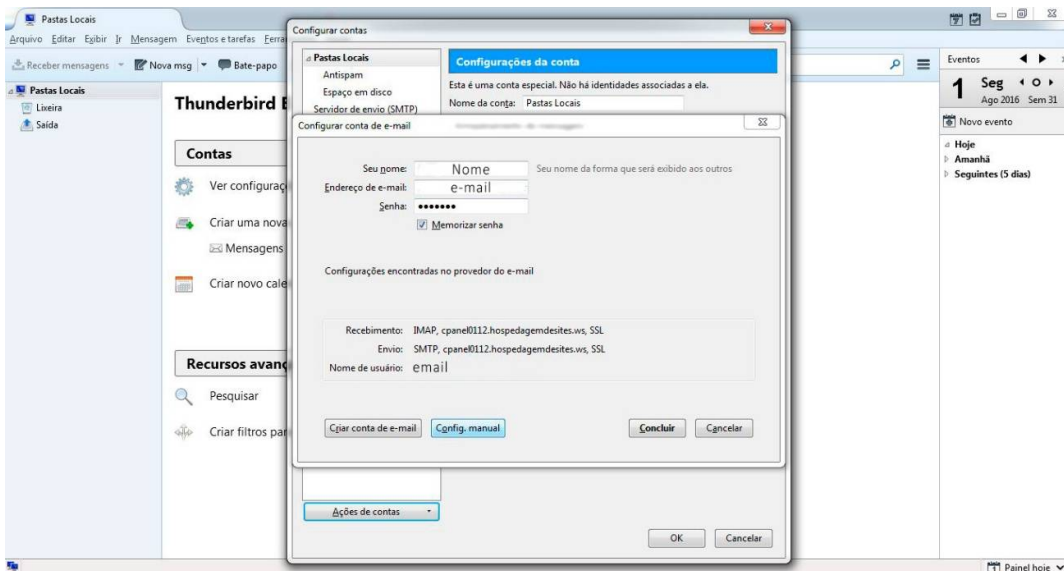 Pastas Locais
Arquivo Editar Exibir Ir Mensagem Eventos e tarefas Ferra
Receber mensagens Nova msg Bate-papo
Pastas Locais
Lixeira
Saída
Thunderbird E
Contas
Ver configuraç
Criar uma nova
Mensagens
Criar novo cale
Recursos avanç
Pesquisar
Criar filtros par
Configurar contas
Pastas Locais
Antispam
Espaço em disco
Servidor de envio (SMTP)
Configurações da conta
Esta é uma conta especial. Não há identidades associadas a ela.
Nome da conta: Pastas Locais
Configurar conta de e-mail
Seu nome: Nome Seu nome da forma que será exibido aos outros
Endereço de e-mail: e-mail
Senha: •••••••
Memorizar senha
Configurações encontradas no provedor do e-mail
Recebimento: IMAP, cpanel0112.hospedagemdesites.ws, SSL
Envio: SMTP, cpanel0112.hospedagemdesites.ws, SSL
Nome de usuário: email
Criar conta de e-mail Config. manual Concluir Cancelar
Ações de contas
OK Cancelar
Eventos
1 Seg
Ago 2016 Sem 31
Novo evento
Hoje
Amanhã
Seguintes (5 dias)
Painel hoje